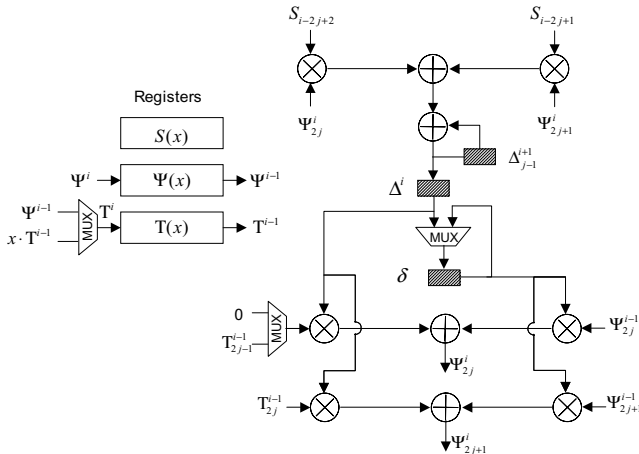 S_{i-2j+2}
S_{i-2j+1}
Ψ^i_{2j}
Ψ^i_{2j+1}
Registers
S(x)
Δ^{i+1}_{j-1}
Ψ^i
Ψ(x)
Ψ^{i-1}
Δ^i
Ψ^{i-1}
x·T^{i-1}
MUX
T^i
T(x)
T^{i-1}
MUX
δ
0
T^{i-1}_{2j-1}
MUX
Ψ^{i-1}_{2j}
Ψ^i_{2j}
T^{i-1}_{2j}
Ψ^{i-1}_{2j+1}
Ψ^i_{2j+1}